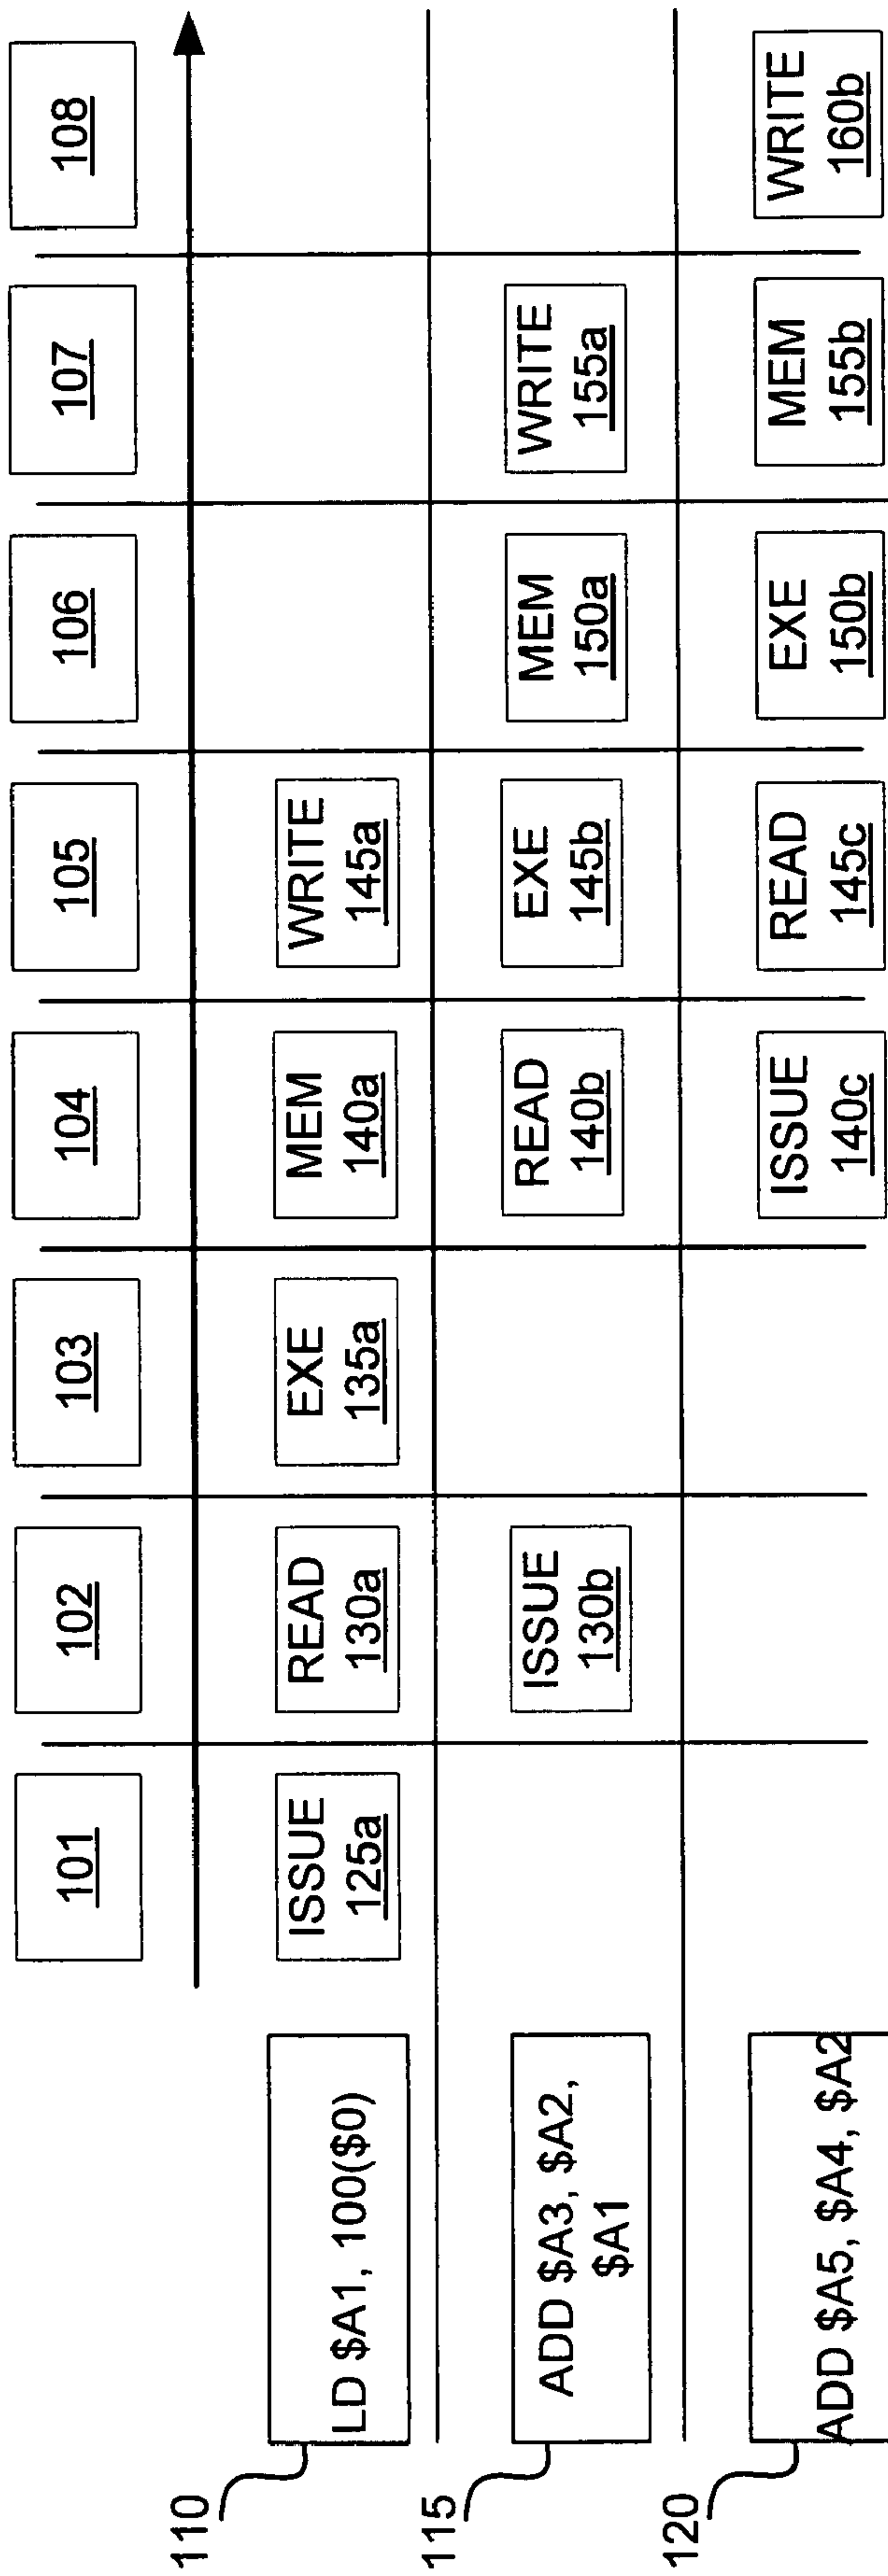 101
102
103
104
105
106
107
108
110
LD $A1, 100($0)
ISSUE
125a
READ
130a
EXE
135a
MEM
140a
WRITE
145a
115
ADD $A3, $A2,
$A1
ISSUE
130b
READ
140b
EXE
145b
MEM
150a
WRITE
155a
120
ADD $A5, $A4, $A2
ISSUE
140c
READ
145c
EXE
150b
MEM
155b
WRITE
160b